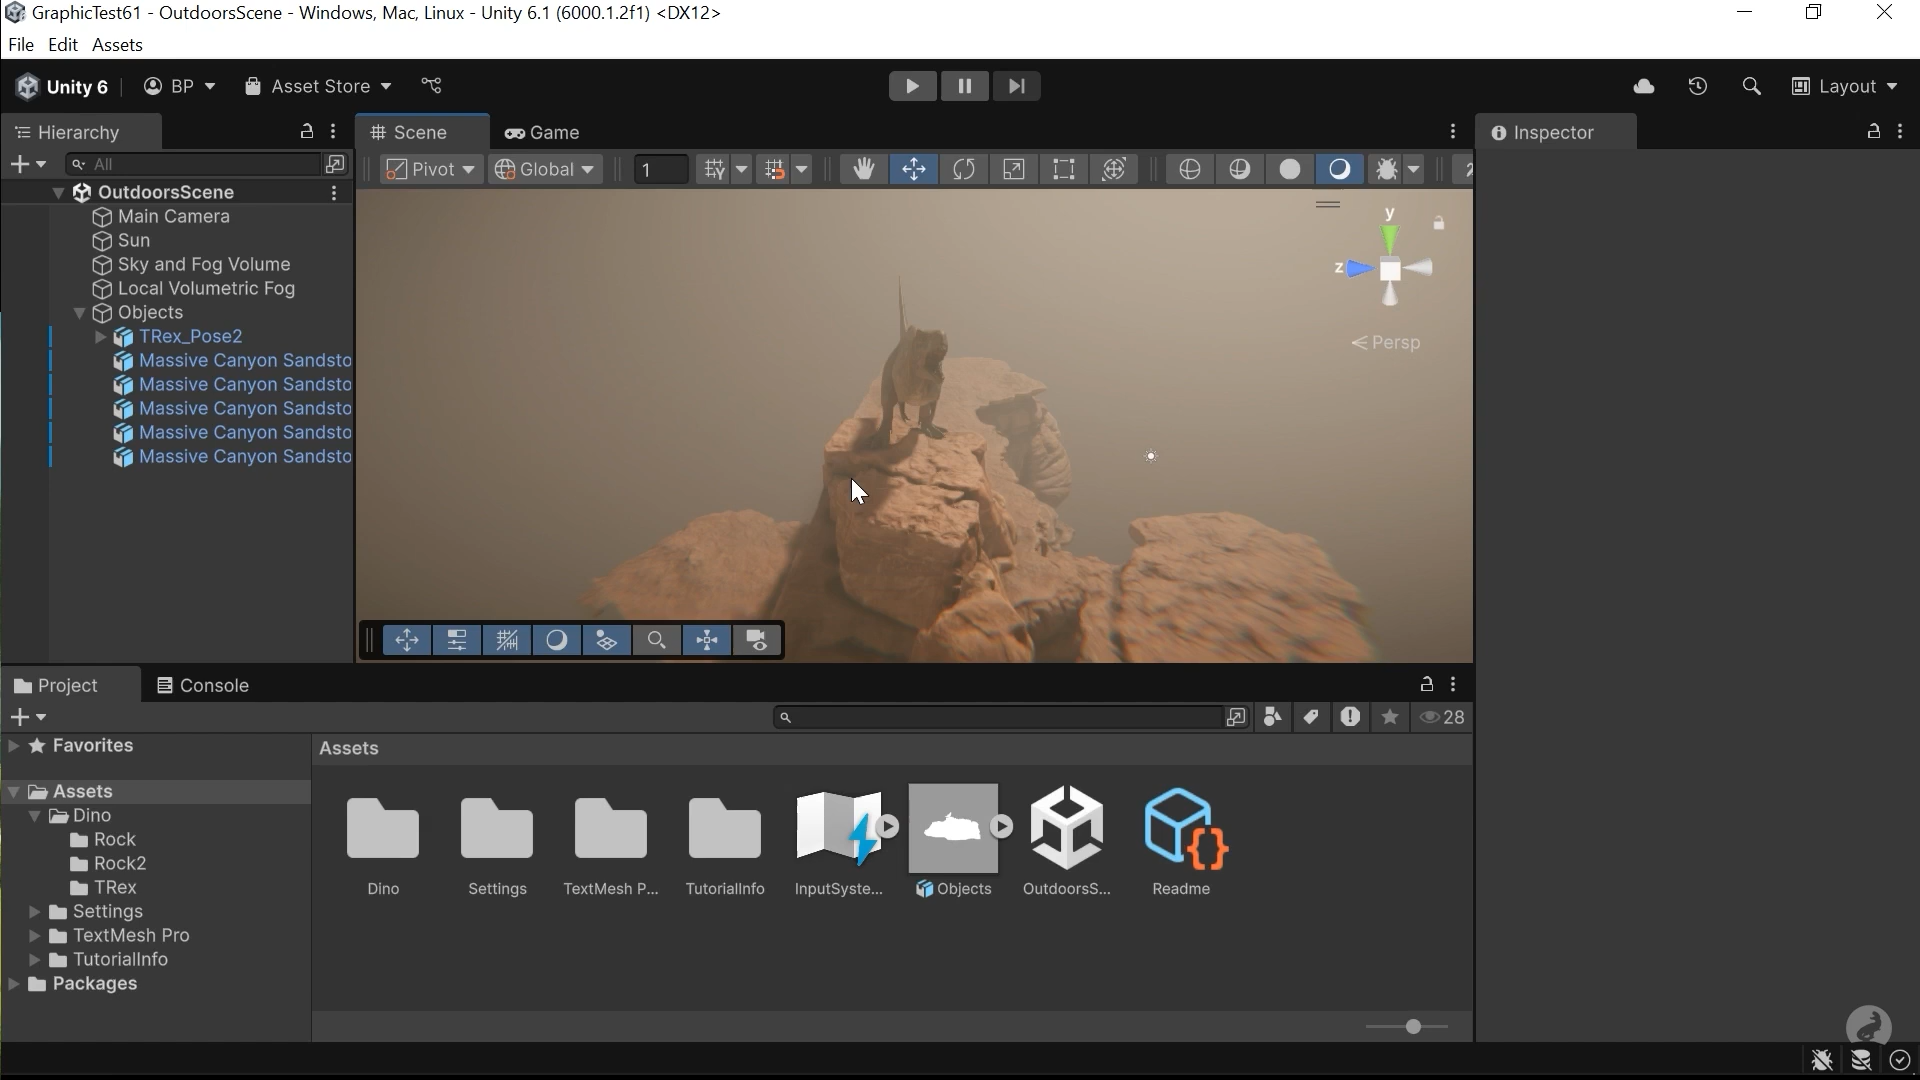 GraphicTest61 - OutdoorsScene - Windows, Mac, Linux - Unity 6.1 (6000.1.2f1) <DX12>
File Edit Assets
Unity 6 BP Asset Store Layout
Hierarchy
All
OutdoorsScene
Main Camera
Sun
Sky and Fog Volume
Local Volumetric Fog
Objects
TRex_Pose2
Massive Canyon Sandsto
Massive Canyon Sandsto
Massive Canyon Sandsto
Massive Canyon Sandsto
Massive Canyon Sandsto
Scene Game
Pivot Global 1
y
z
Persp
Inspector
Project Console
28
Favorites
Assets
Dino
Rock
Rock2
TRex
Settings
TextMesh Pro
TutorialInfo
Packages
Assets
Dino Settings TextMesh P... TutorialInfo InputSyste... Objects OutdoorsS... Readme